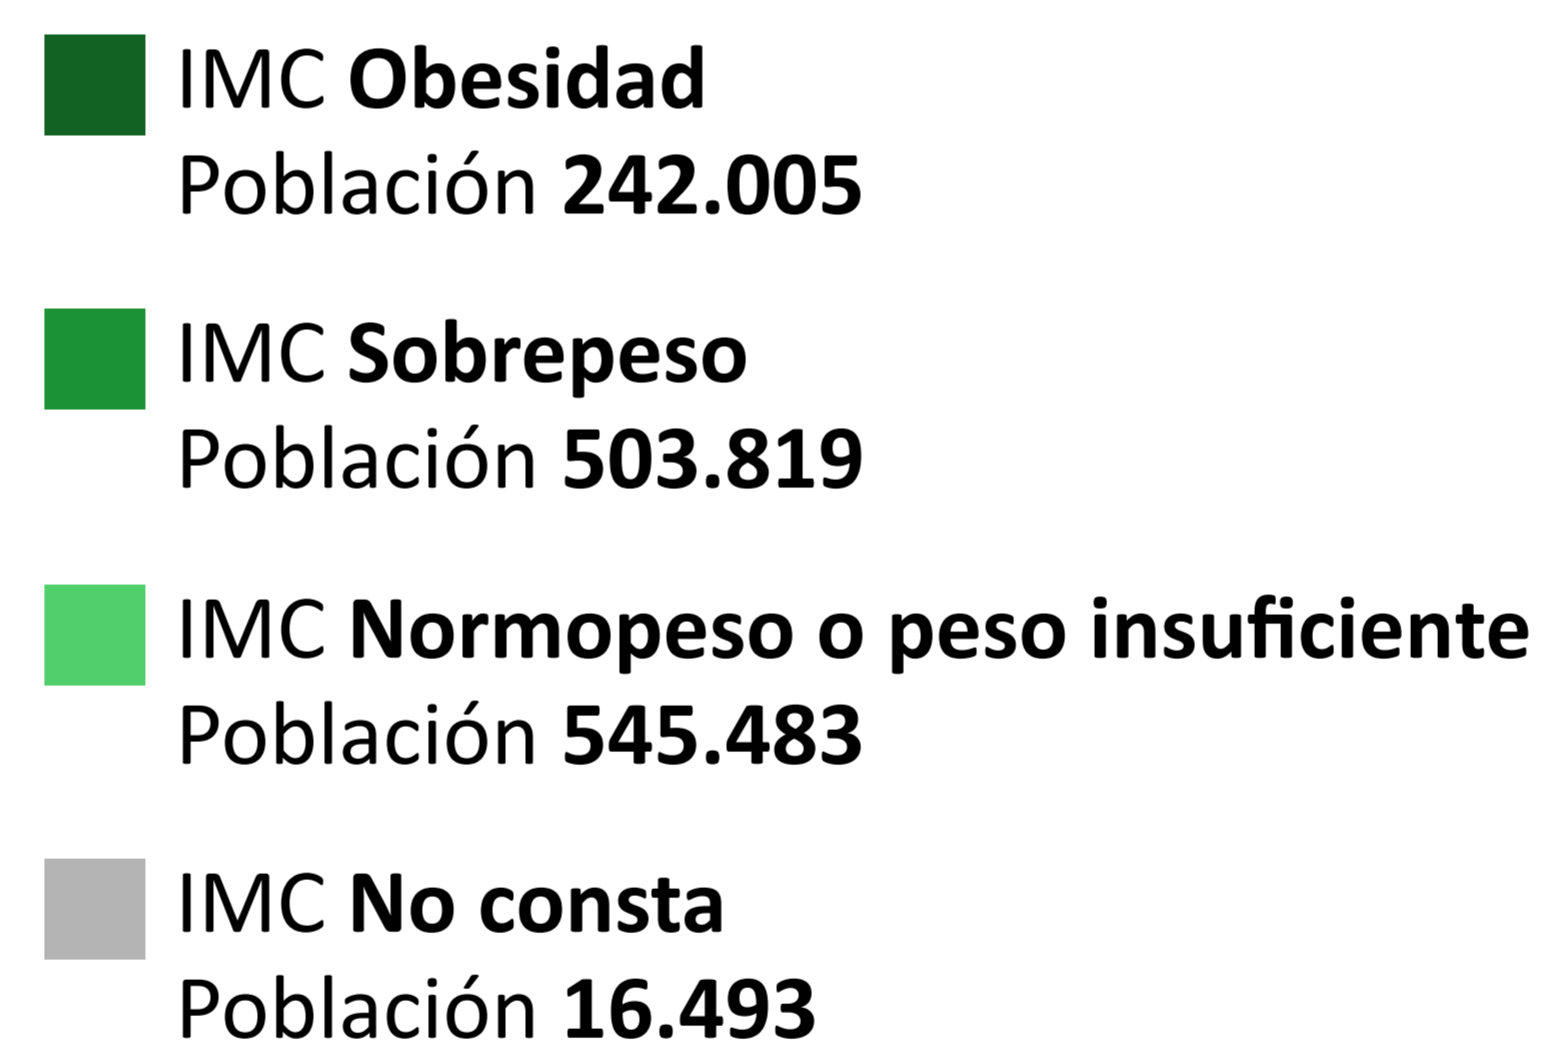 IMC Obesidad
Población 242.005
IMC Sobrepeso
Población 503.819
IMC Normopeso o peso insuficiente
Población 545.483
IMC No consta
Población 16.493